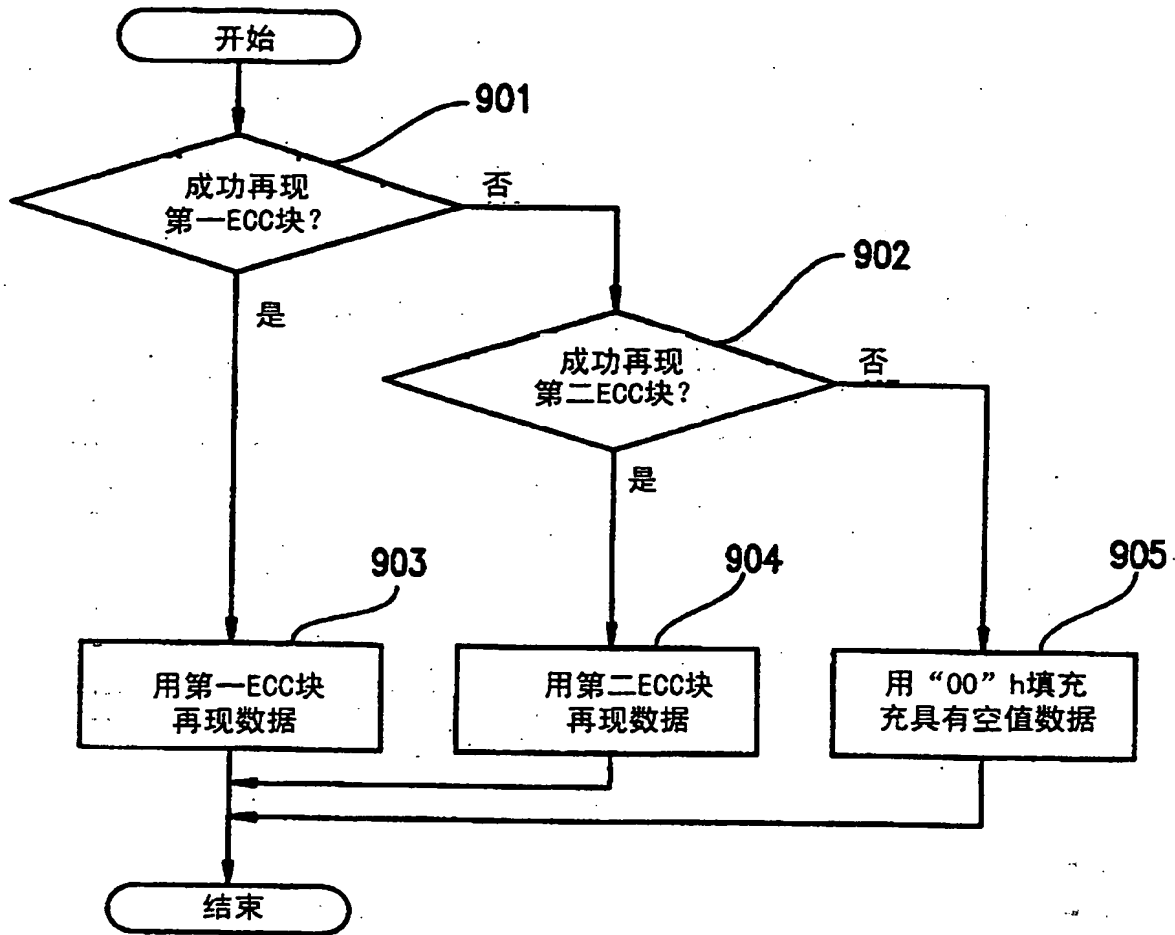 开始
901
成功再现
第一ECC块?
否
是
902
成功再现
第二ECC块?
否
是
903
用第一ECC块
再现数据
904
用第二ECC块
再现数据
905
用“00”h填充
充具有空值数据
结束